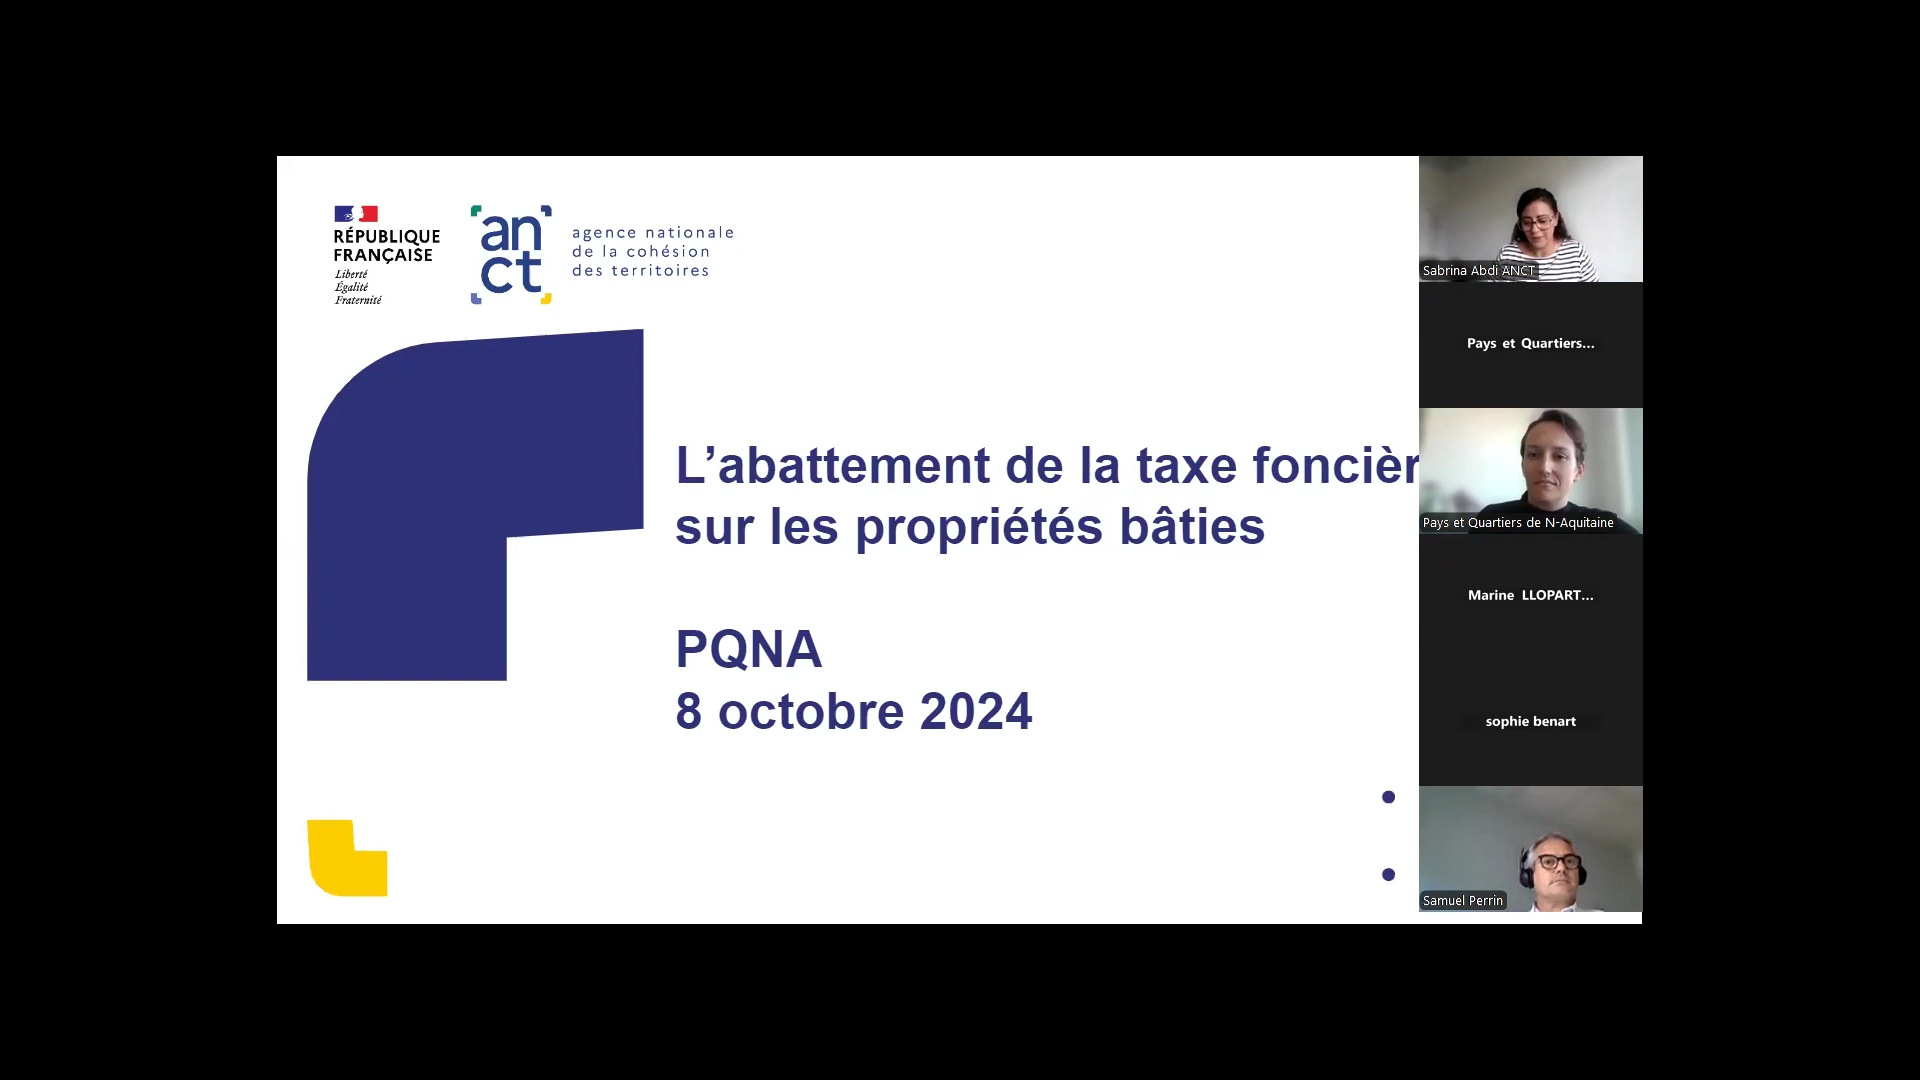 RÉPUBLIQUE
FRANÇAISE
Liberté
Égalité
Fraternité
anct
agence nationale
de la cohésion
des territoires
L’abattement de la taxe foncièr
sur les propriétés bâties
PQNA
8 octobre 2024
Sabrina Abdi ANCT
Pays et Quartiers...
Pays et Quartiers de N-Aquitaine
Marine LLOPART...
sophie benart
Samuel Perrin